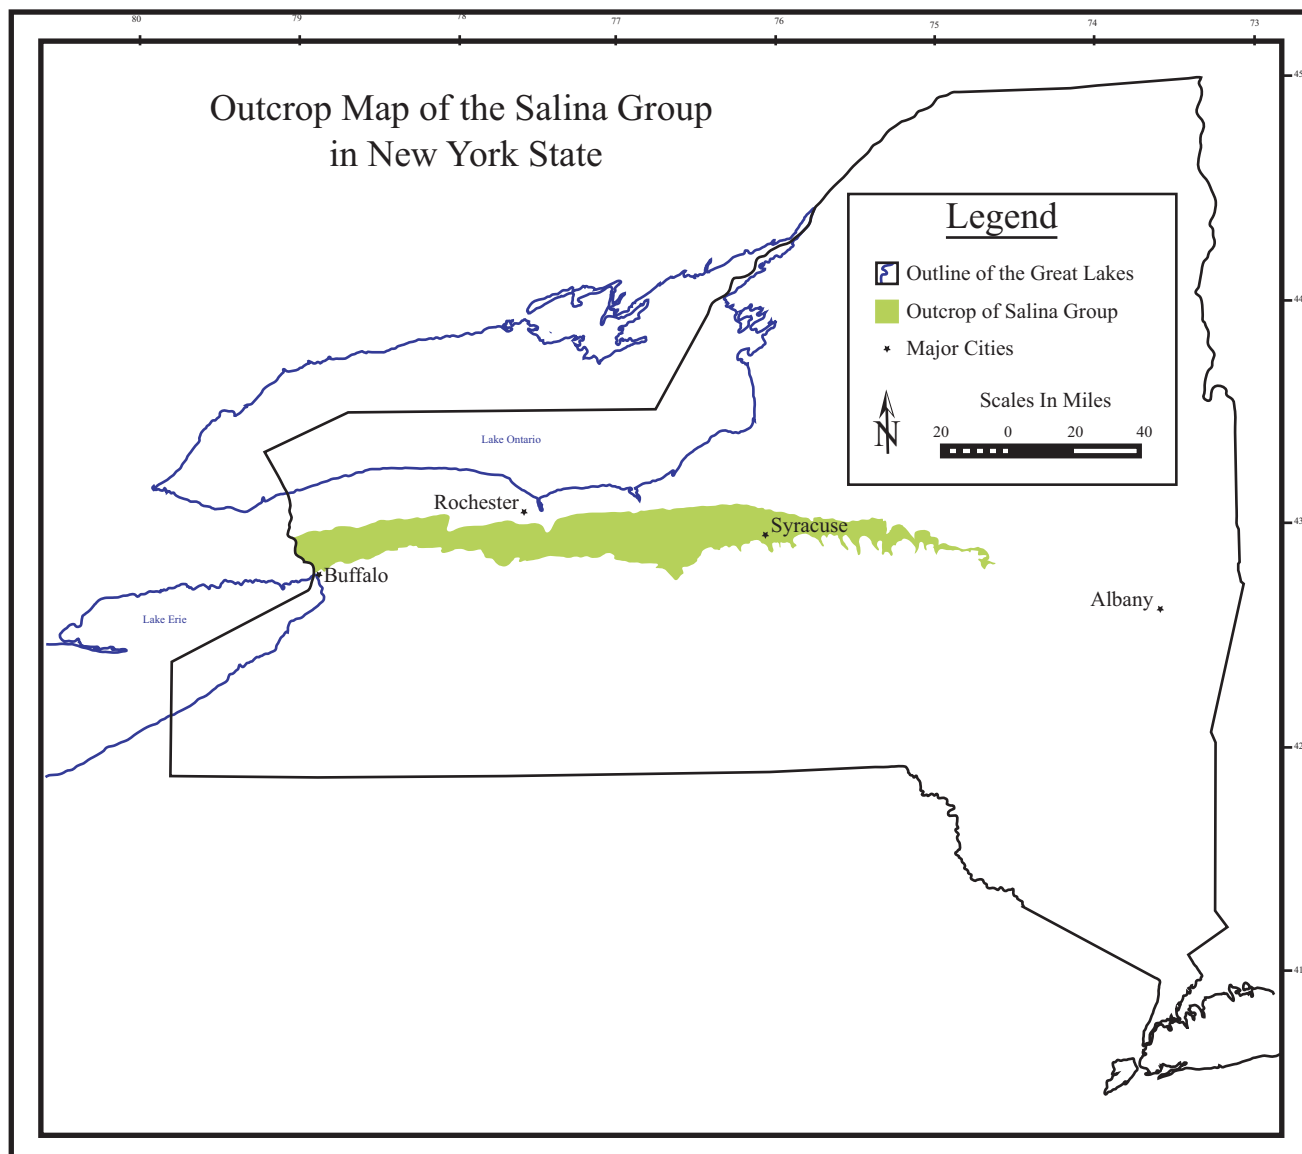 80 79 78 77 76 75 74 73
45
Outcrop Map of the Salina Group
in New York State
Legend
Outline of the Great Lakes
Outcrop of Salina Group
Major Cities
44
Scales In Miles
N
20 0 20 40
Lake Ontario
Rochester
43
Syracuse
Buffalo
Albany
Lake Erie
42
41